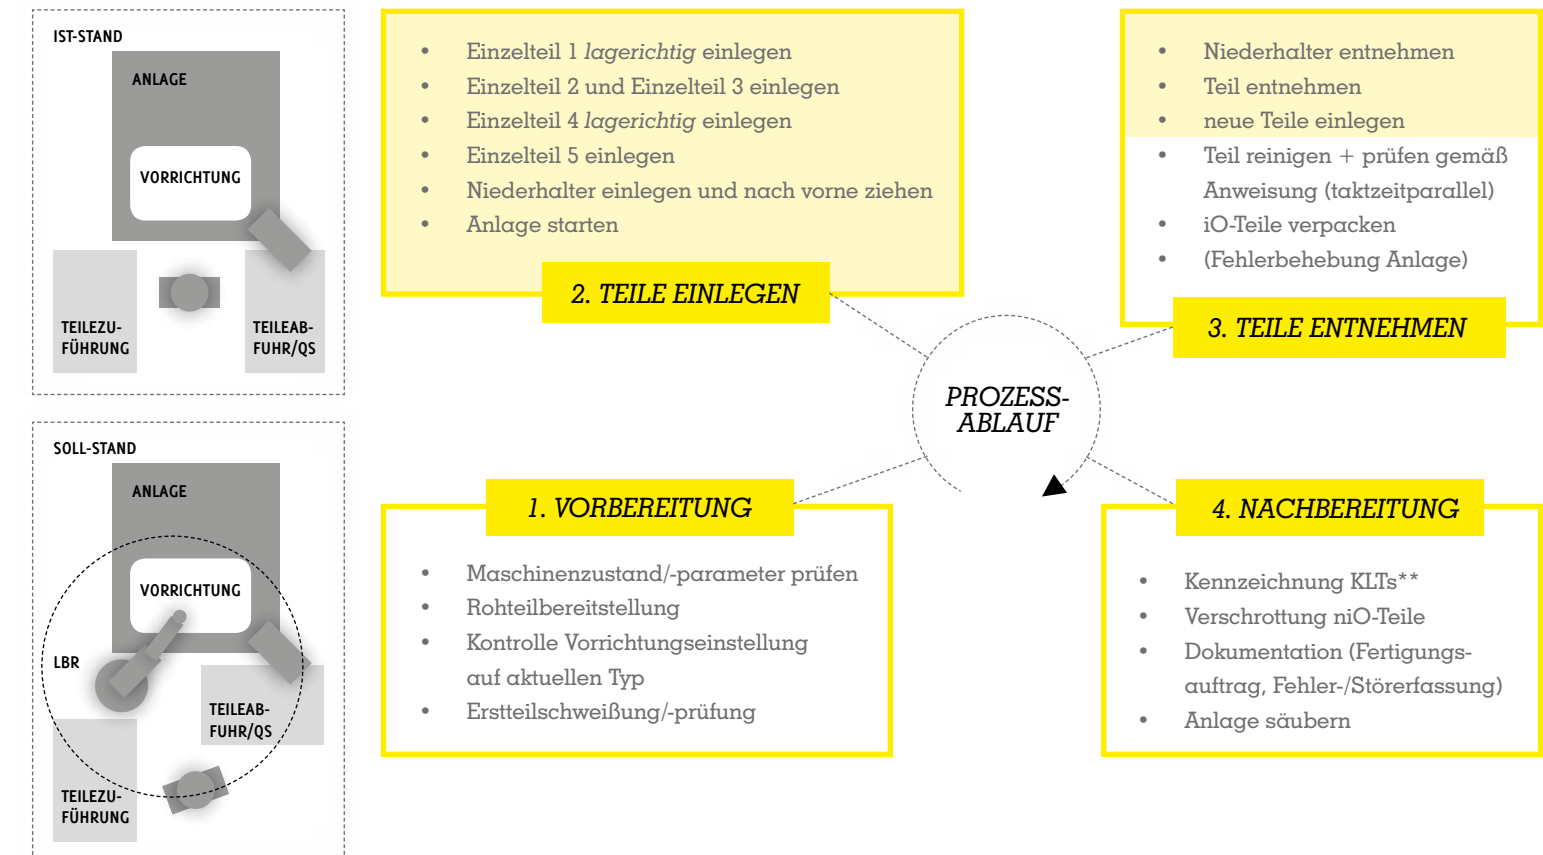 IST-STAND
ANLAGE
VORRICHTUNG
TEILEZU-
FÜHRUNG
TEILEAB-
FUHR/QS
SOLL-STAND
ANLAGE
VORRICHTUNG
LBR
TEILEAB-
FUHR/QS
TEILEZU-
FÜHRUNG
• Einzelteil 1 lagerichtig einlegen
• Einzelteil 2 und Einzelteil 3 einlegen
• Einzelteil 4 lagerichtig einlegen
• Einzelteil 5 einlegen
• Niederhalter einlegen und nach vorne ziehen
• Anlage starten
2. TEILE EINLEGEN
• Niederhalter entnehmen
• Teil entnehmen
• neue Teile einlegen
• Teil reinigen + prüfen gemäß
Anweisung (taktzeitparallel)
• iO-Teile verpacken
• (Fehlerbehebung Anlage)
3. TEILE ENTNEHMEN
PROZESS-
ABLAUF
1. VORBEREITUNG
• Maschinenzustand/-parameter prüfen
• Rohteilbereitstellung
• Kontrolle Vorrichtungseinstellung
auf aktuellen Typ
• Erstteilschweißung/-prüfung
4. NACHBEREITUNG
• Kennzeichnung KLTs**
• Verschrottung niO-Teile
• Dokumentation (Fertigungs-
auftrag, Fehler-/Störerfassung)
• Anlage säubern